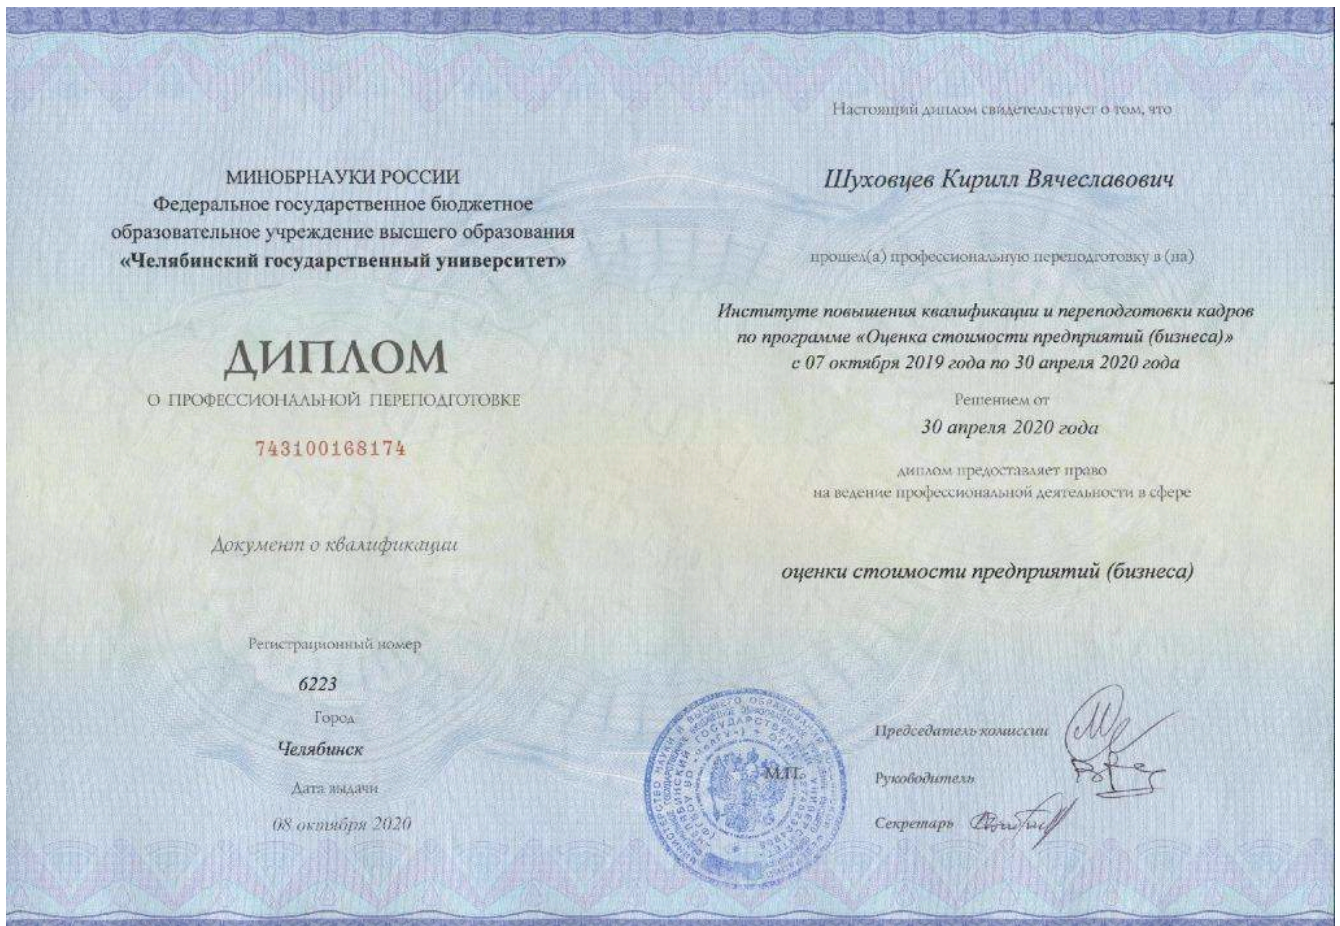 МИНОБРНАУКИ РОССИИ
Федеральное государственное бюджетное
образовательное учреждение высшего образования
«Челябинский государственный университет»
ДИПЛОМ
О ПРОФЕССИОНАЛЬНОЙ ПЕРЕПОДГОТОВКЕ
743100168174
Документ о квалификации
Регистрационный номер
6223
Город
Челябинск
Дата выдачи
08 октября 2020
Настоящий диплом свидетельствует о том, что
Шуховцев Кирилл Вячеславович
прошел(а) профессиональную переподготовку в (на)
Институте повышения квалификации и переподготовки кадров
по программе «Оценка стоимости предприятий (бизнеса)»
с 07 октября 2019 года по 30 апреля 2020 года
Решением от
30 апреля 2020 года
диплом предоставляет право
на ведение профессиональной деятельности в сфере
оценки стоимости предприятий (бизнеса)
М.П.
Председатель комиссии
Руководитель
Секретарь